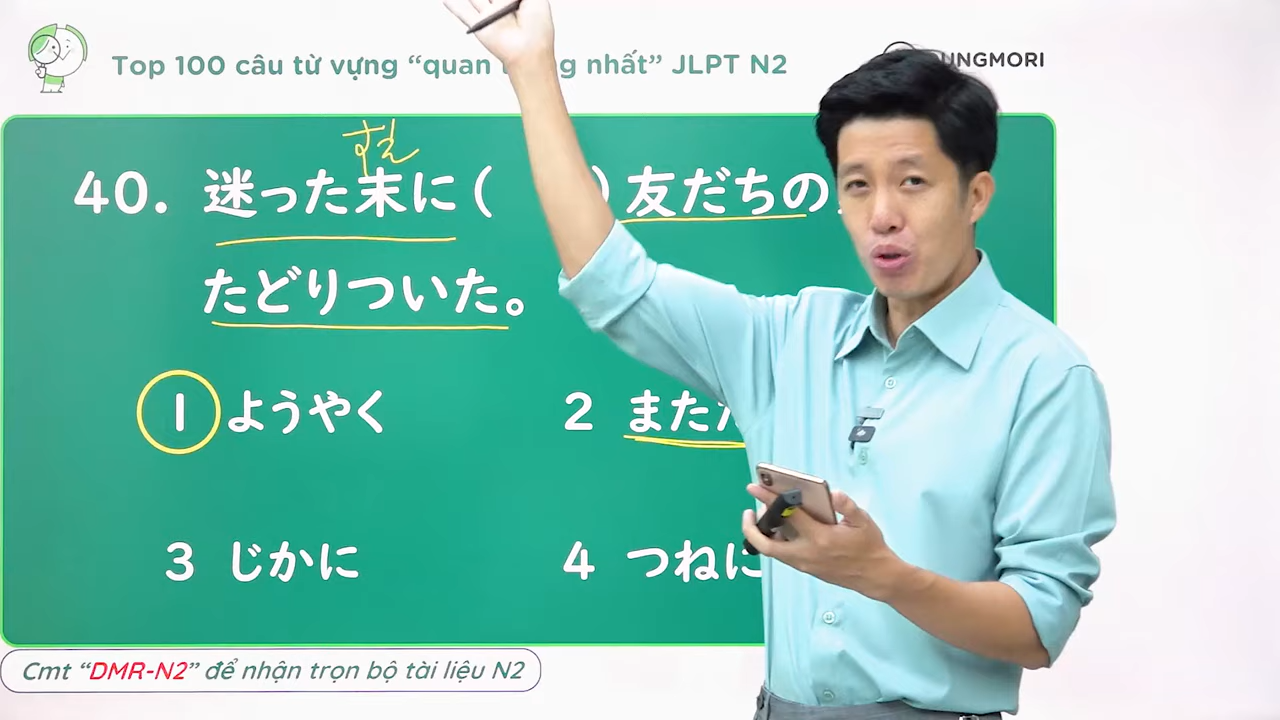 Top 100 câu từ vựng “quan g nhất” JLPT N2
UNGMORI
すえ
40. 迷った末に ( ) 友だちの
たどりついた。
1 ようやく
2 また
3 じかに
4 つねに
Cmt “DMR-N2” để nhận trọn bộ tài liệu N2